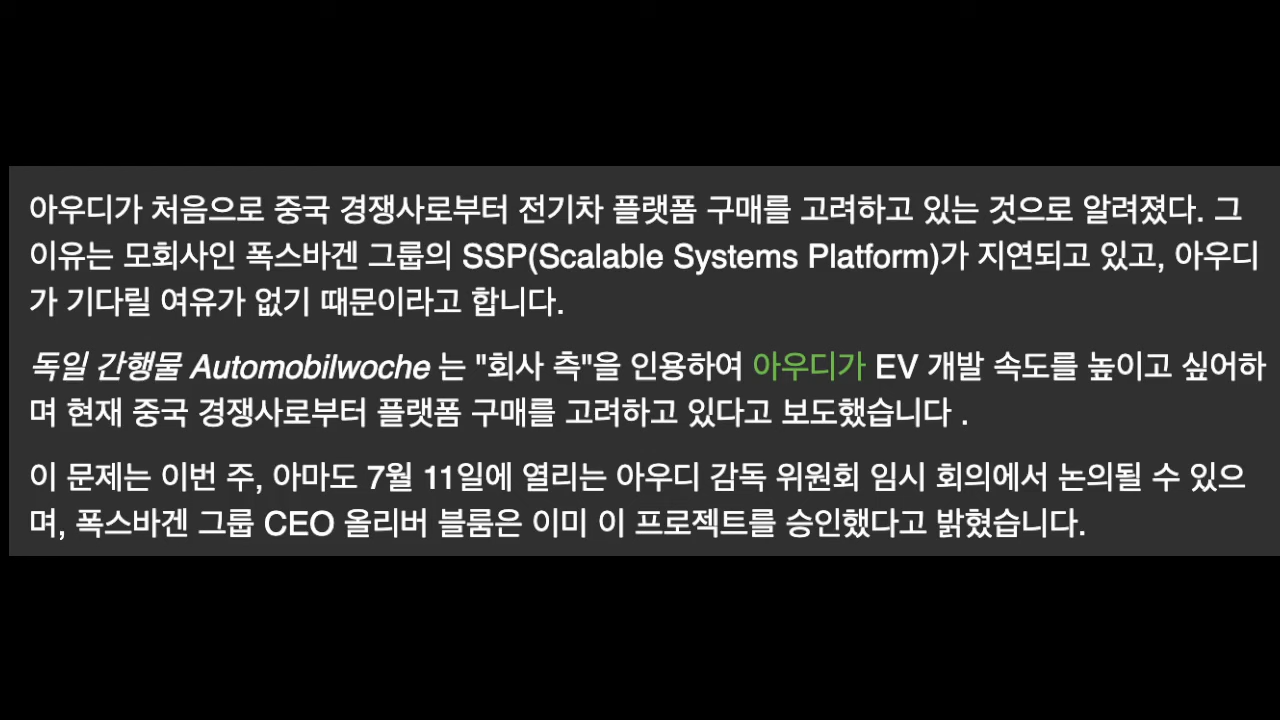 아우디가 처음으로 중국 경쟁사로부터 전기차 플랫폼 구매를 고려하고 있는 것으로 알려졌다. 그
이유는 모회사인 폭스바겐 그룹의 SSP(Scalable Systems Platform)가 지연되고 있고, 아우디
가 기다릴 여유가 없기 때문이라고 합니다.
독일 간행물 Automobilwoche 는 "회사 측"을 인용하여 아우디가 EV 개발 속도를 높이고 싶어하
며 현재 중국 경쟁사로부터 플랫폼 구매를 고려하고 있다고 보도했습니다 .
이 문제는 이번 주, 아마도 7월 11일에 열리는 아우디 감독 위원회 임시 회의에서 논의될 수 있으
며, 폭스바겐 그룹 CEO 올리버 블룸은 이미 이 프로젝트를 승인했다고 밝혔습니다.